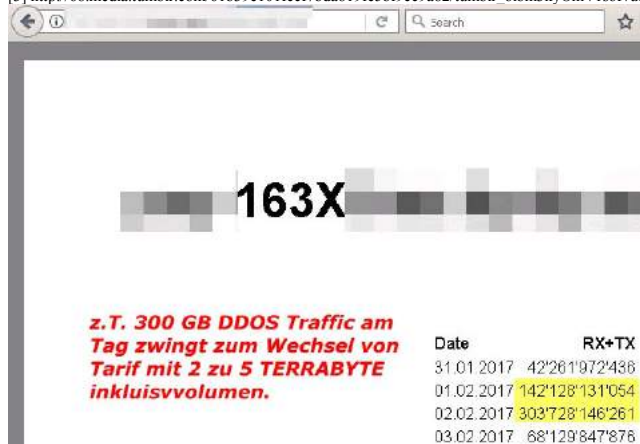 Search
163X
z.T. 300 GB DDOS Traffic am
Tag zwingt zum Wechsel von
Tarif mit 2 zu 5 TERRABYTE
inkluisvvolumen.
Date RX+TX
31.01.2017 42'261'972'436
01.02.2017 142'128'131'054
02.02.2017 303'728'146'261
03.02.2017 68'129'847'876